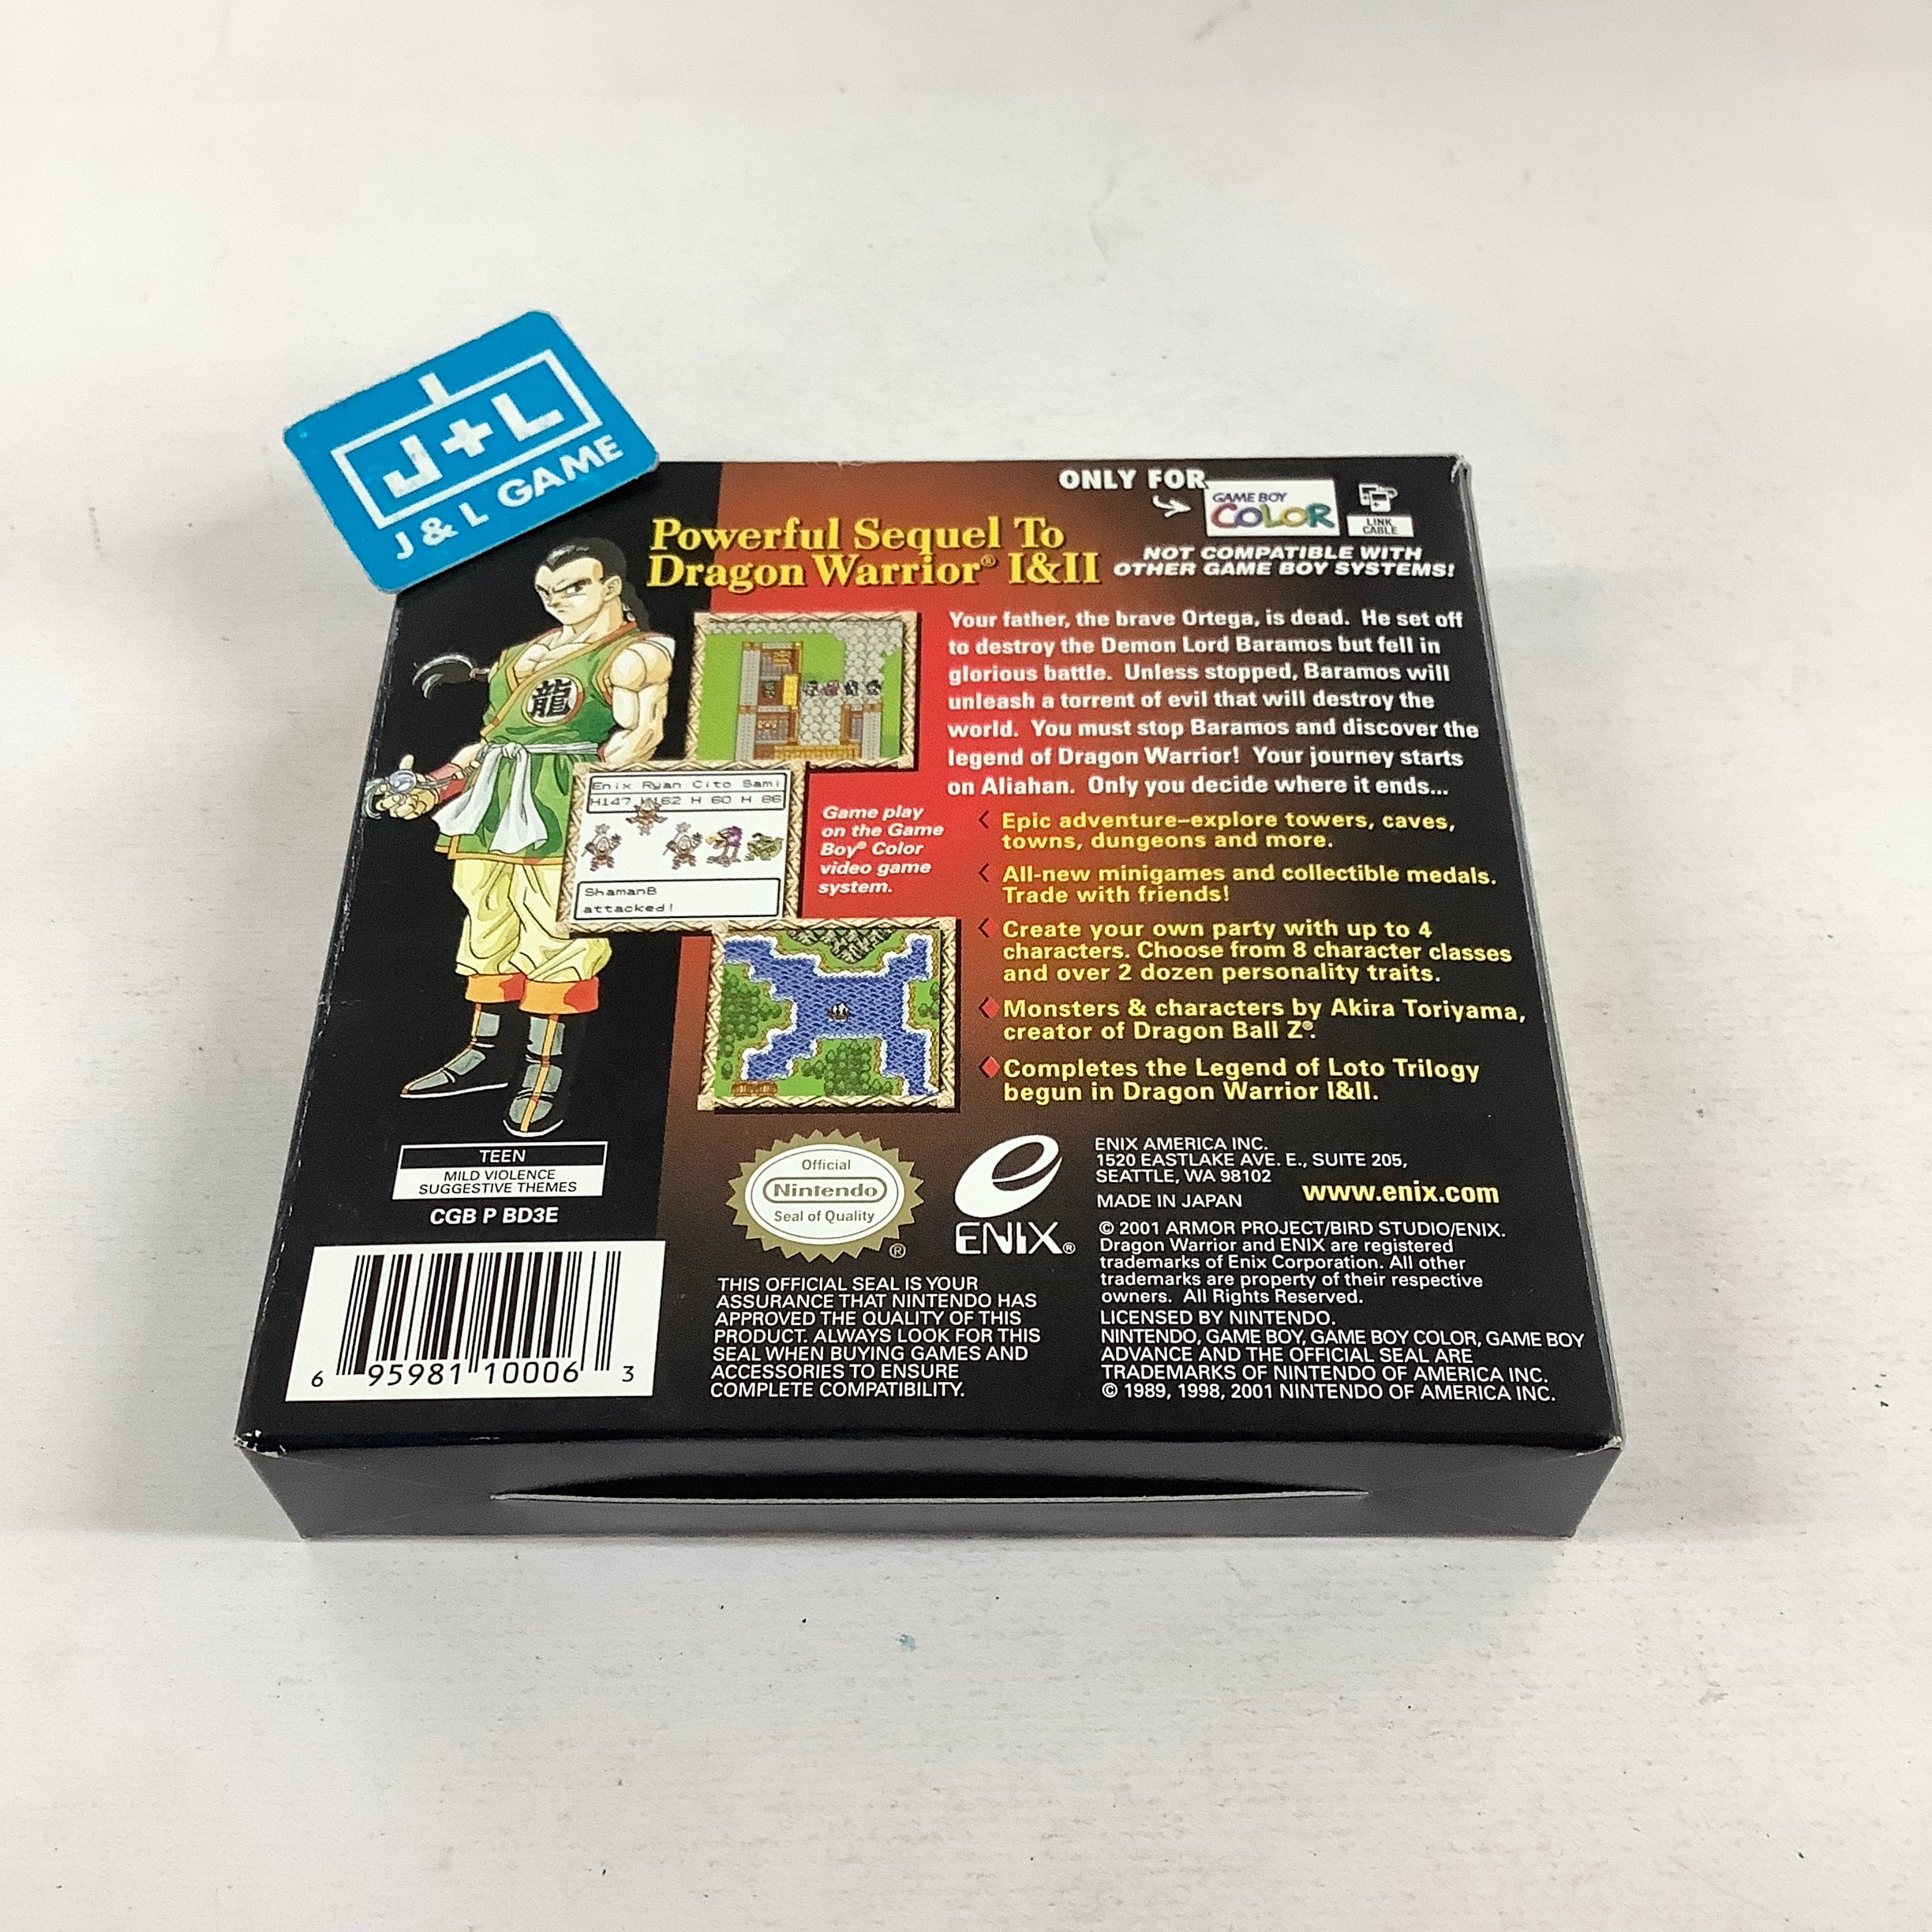 J+L
J & L GAME
ONLY FOR
GAME BOY
COLOR
LINK
CABLE
NOT COMPATIBLE WITH
OTHER GAME BOY SYSTEMS!
Powerful Sequel To
Dragon Warrior® I&II
Your father, the brave Ortega, is dead. He set off
to destroy the Demon Lord Baramos but fell in
glorious battle. Unless stopped, Baramos will
unleash a torrent of evil that will destroy the
world. You must stop Baramos and discover the
legend of Dragon Warrior! Your journey starts
on Aliahan. Only you decide where it ends...
龍
Enix Ryan Cito Sami
H147 H162 H 60 H 86
ShamanB
attacked!
Game play
on the Game
Boy® Color
video game
system.
Epic adventure–explore towers, caves,
towns, dungeons and more.
All-new minigames and collectible medals.
Trade with friends!
Create your own party with up to 4
characters. Choose from 8 character classes
and over 2 dozen personality traits.
Monsters & characters by Akira Toriyama,
creator of Dragon Ball Z®.
Completes the Legend of Loto Trilogy
begun in Dragon Warrior I&II.
TEEN
MILD VIOLENCE
SUGGESTIVE THEMES
CGB P BD3E
6 95981 10006 3
Official
Nintendo
Seal of Quality
®
THIS OFFICIAL SEAL IS YOUR
ASSURANCE THAT NINTENDO HAS
APPROVED THE QUALITY OF THIS
PRODUCT. ALWAYS LOOK FOR THIS
SEAL WHEN BUYING GAMES AND
ACCESSORIES TO ENSURE
COMPLETE COMPATIBILITY.
ENIX®
ENIX AMERICA INC.
1520 EASTLAKE AVE. E., SUITE 205,
SEATTLE, WA 98102
MADE IN JAPAN
www.enix.com
© 2001 ARMOR PROJECT/BIRD STUDIO/ENIX.
Dragon Warrior and ENIX are registered
trademarks of Enix Corporation. All other
trademarks are property of their respective
owners. All Rights Reserved.
LICENSED BY NINTENDO.
NINTENDO, GAME BOY, GAME BOY COLOR, GAME BOY
ADVANCE AND THE OFFICIAL SEAL ARE
TRADEMARKS OF NINTENDO OF AMERICA INC.
© 1989, 1998, 2001 NINTENDO OF AMERICA INC.